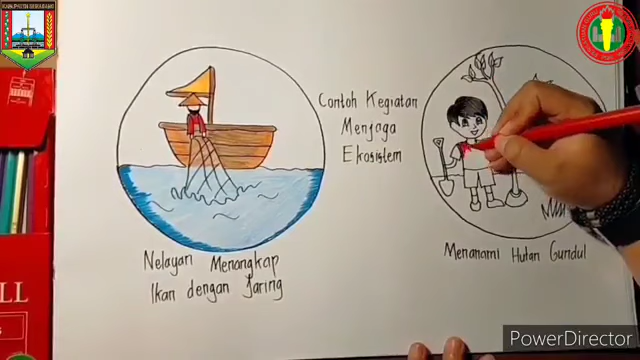 Contoh Kegiatan
Menjaga
Ekosistem
Nelayan Menangkap
Ikan dengan Jaring
Menanami Hutan Gundul
PowerDirector